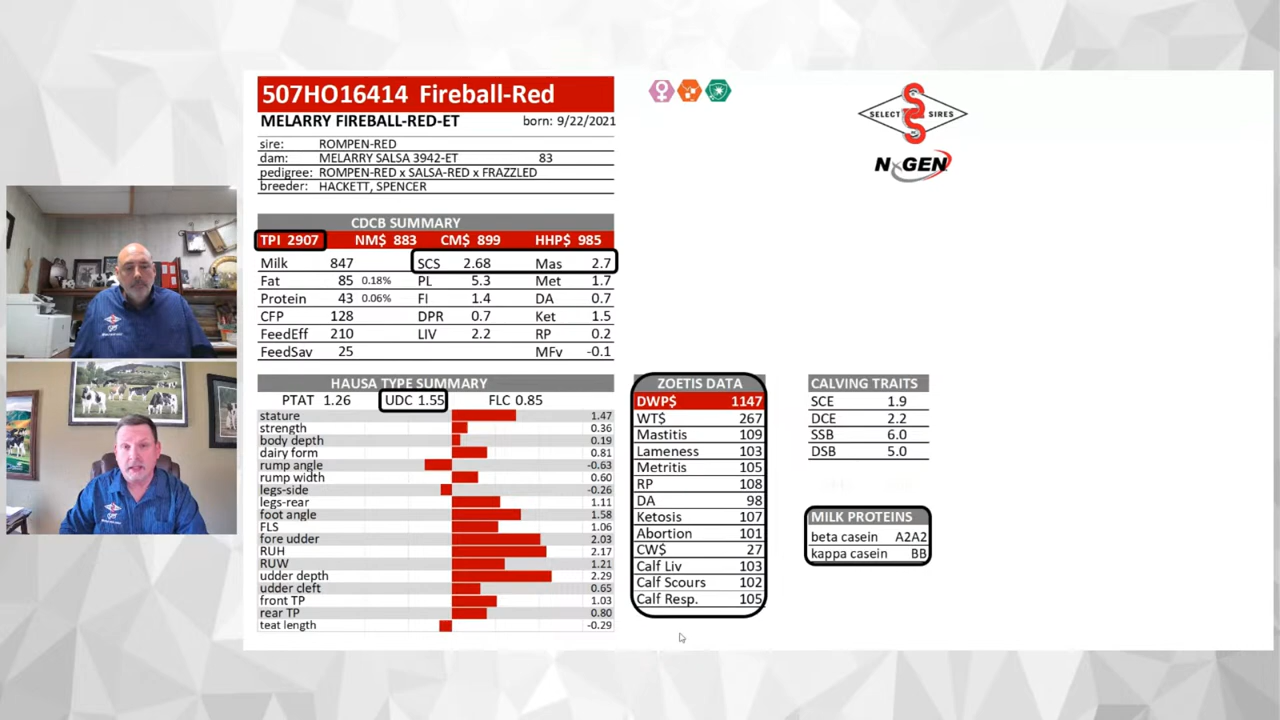 507HO16414 Fireball-Red
MELARRY FIREBALL-RED-ET born: 9/22/2021
sire: ROMPEN-RED
dam: MELARRY SALSA 3942-ET 83
pedigree: ROMPEN-RED x SALSA-RED x FRAZZLED
breeder: HACKETT, SPENCER
CDCB SUMMARY
TPI 2907 NM$ 883 CM$ 899 HHP$ 985
Milk 847 SCS 2.68 Mas 2.7
Fat 85 0.18% PL 5.3 Met 1.7
Protein 43 0.06% FI 1.4 DA 0.7
CFP 128 DPR 0.7 Ket 1.5
FeedEff 210 LIV 2.2 RP 0.2
FeedSav 25 MFv -0.1
HAUSA TYPE SUMMARY
PTAT 1.26 UDC 1.55 FLC 0.85
stature 1.47
strength 0.36
body depth 0.19
dairy form 0.81
rump angle -0.63
rump width 0.60
legs-side -0.26
legs-rear 1.11
foot angle 1.58
FLS 1.06
fore udder 2.03
RUH 2.17
RUW 1.21
udder depth 2.29
udder cleft 0.65
front TP 1.03
rear TP 0.80
teat length -0.29
SELECT SIRES
NxGEN
ZOETIS DATA
DWP$ 1147
WT$ 267
Mastitis 109
Lameness 103
Metritis 105
RP 108
DA 98
Ketosis 107
Abortion 101
CW$ 27
Calf Liv 103
Calf Scours 102
Calf Resp. 105
CALVING TRAITS
SCE 1.9
DCE 2.2
SSB 6.0
DSB 5.0
MILK PROTEINS
beta casein A2A2
kappa casein BB